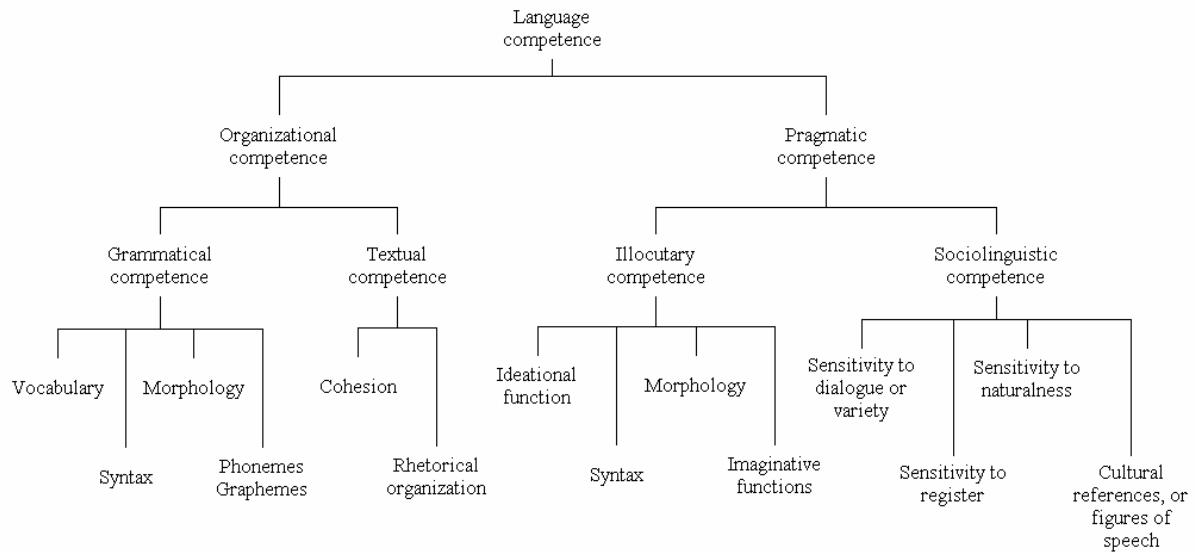 Language
competence
Organizational
competence
Pragmatic
competence
Grammatical
competence
Textual
competence
Illocutary
competence
Sociolinguistic
competence
Vocabulary
Syntax
Morphology
Phonemes
Graphemes
Cohesion
Rhetorical
organization
Ideational
function
Syntax
Morphology
Imaginative
functions
Sensitivity to
dialogue or
variety
Sensitivity to
register
Sensitivity to
naturalness
Cultural
references, or
figures of
speech